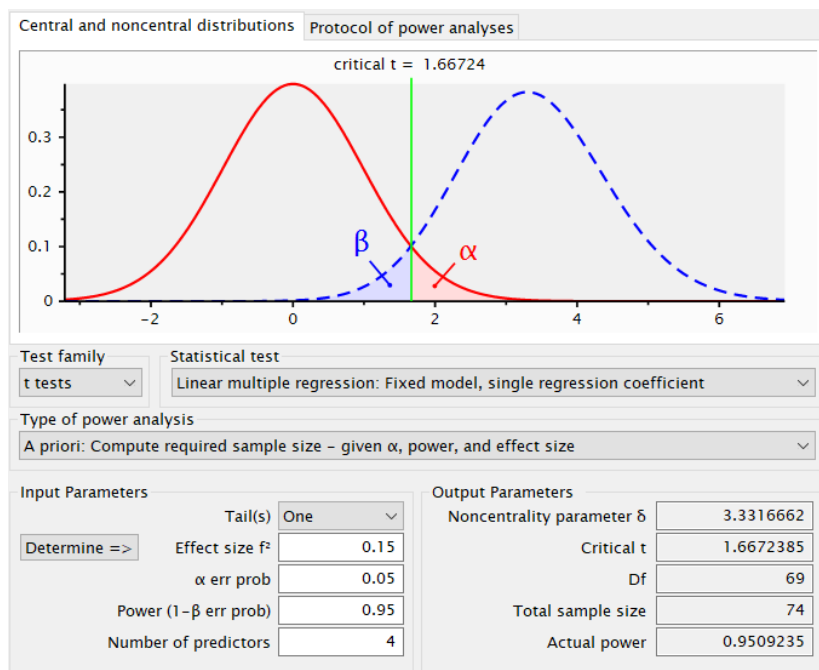 Central and noncentral distributions Protocol of power analyses
critical t = 1.66724
0.3
0.2
β α
0.1
0
-2 0 2 4 6
Test family Statistical test
t tests Linear multiple regression: Fixed model, single regression coefficient
Type of power analysis
A priori: Compute required sample size - given α, power, and effect size
Input Parameters Output Parameters
Tail(s) One Noncentrality parameter δ 3.3316662
Determine => Effect size f² 0.15 Critical t 1.6672385
α err prob 0.05 Df 69
Power (1-β err prob) 0.95 Total sample size 74
Number of predictors 4 Actual power 0.9509235